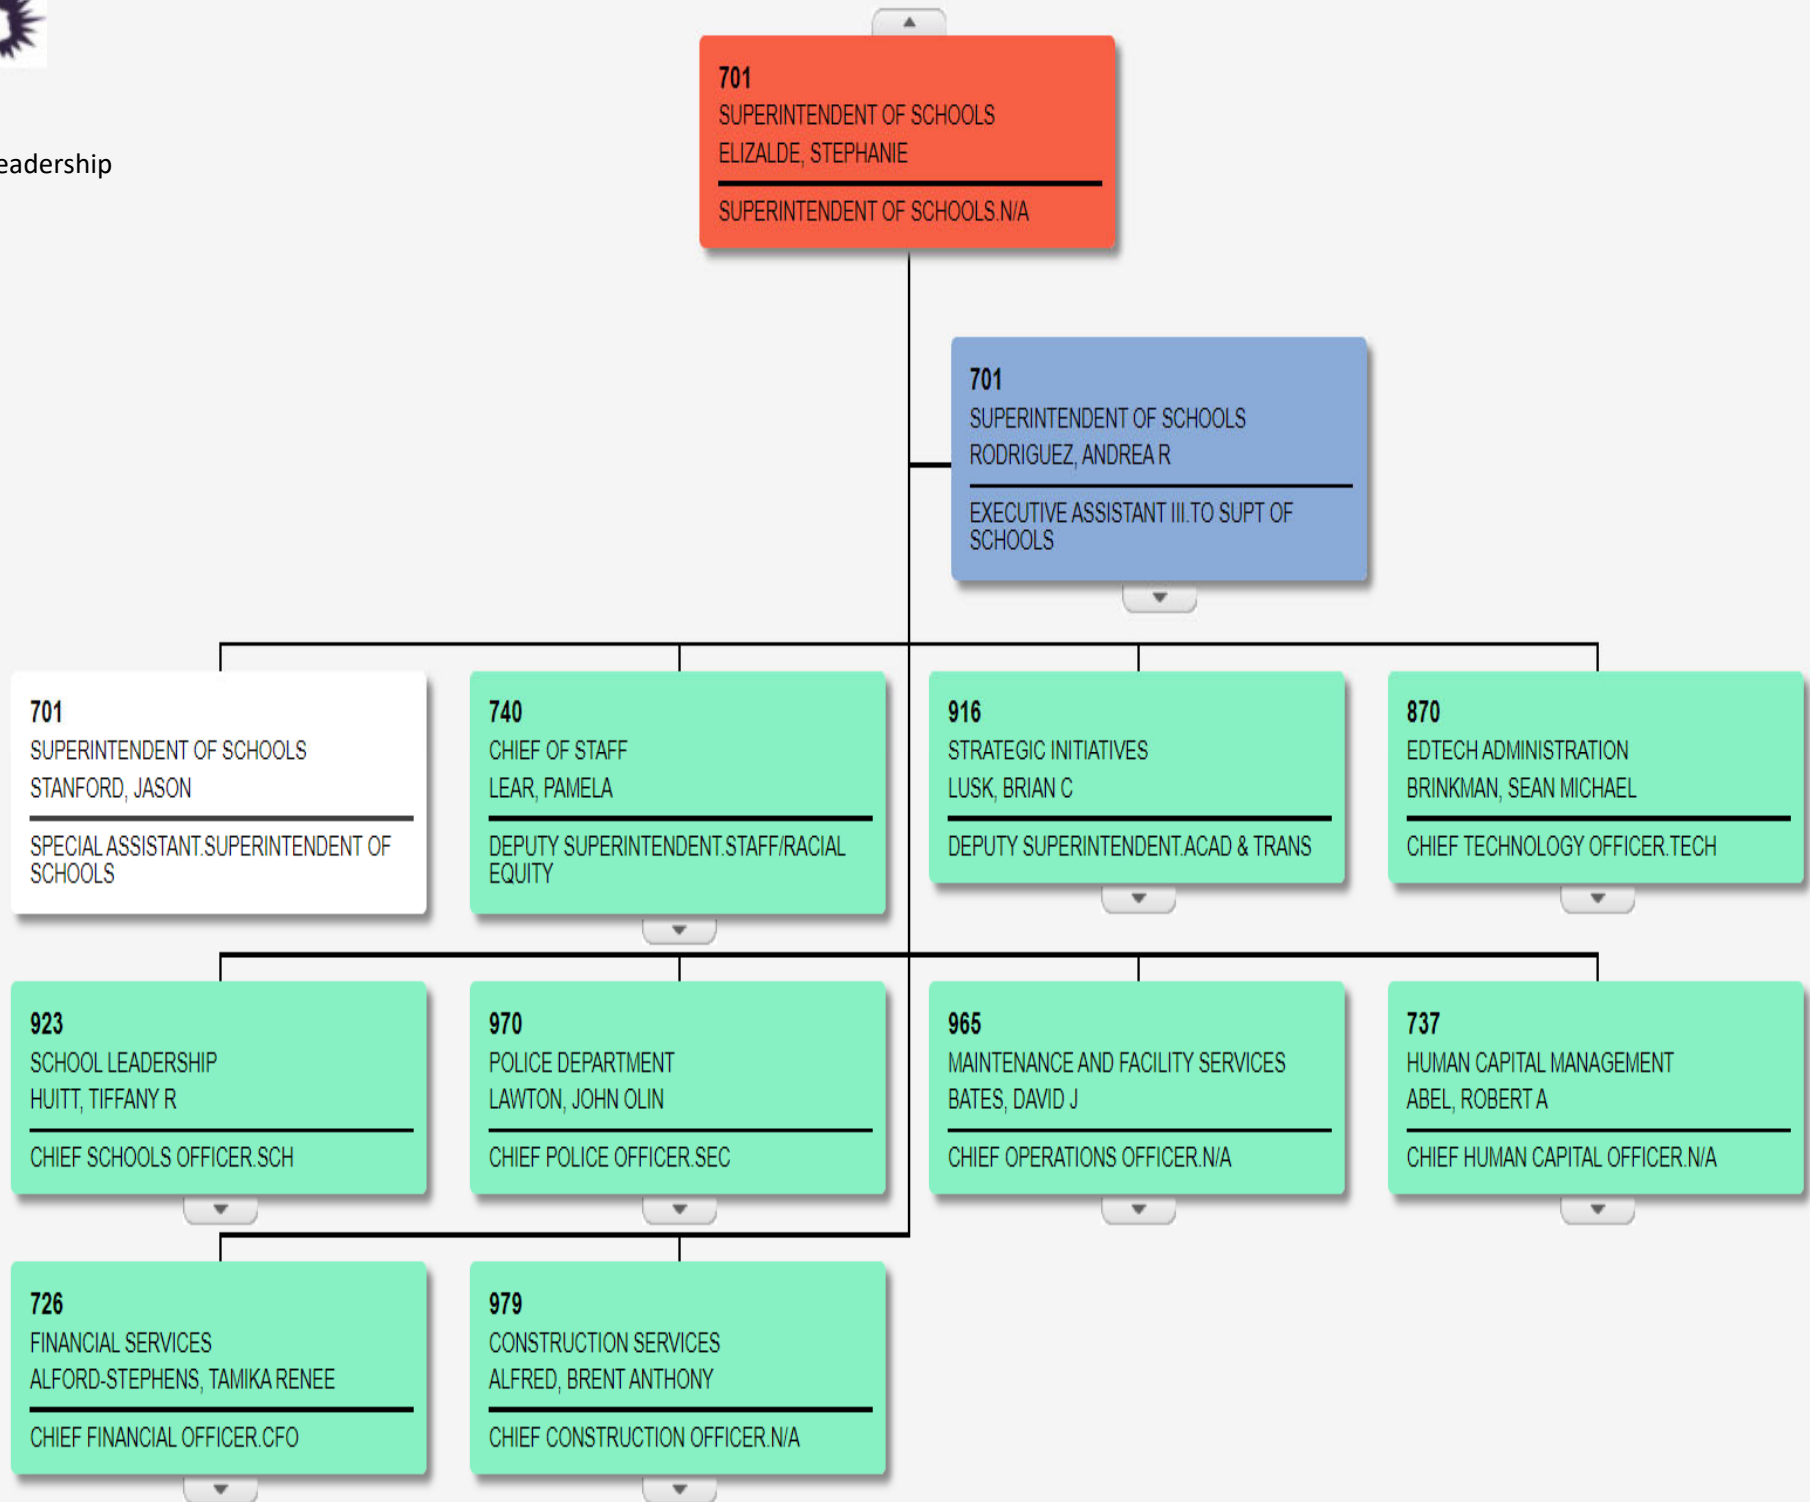 701
SUPERINTENDENT OF SCHOOLS
ELIZALDE, STEPHANIE
SUPERINTENDENT OF SCHOOLS.N/A
eadership
701
SUPERINTENDENT OF SCHOOLS
RODRIGUEZ, ANDREA R
EXECUTIVE ASSISTANT III.TO SUPT OF
SCHOOLS
701
SUPERINTENDENT OF SCHOOLS
STANFORD, JASON
SPECIAL ASSISTANT.SUPERINTENDENT OF
SCHOOLS
740
CHIEF OF STAFF
LEAR, PAMELA
DEPUTY SUPERINTENDENT.STAFF/RACIAL
EQUITY
916
STRATEGIC INITIATIVES
LUSK, BRIAN C
DEPUTY SUPERINTENDENT.ACAD & TRANS
870
EDTECH ADMINISTRATION
BRINKMAN, SEAN MICHAEL
CHIEF TECHNOLOGY OFFICER.TECH
923
SCHOOL LEADERSHIP
HUITT, TIFFANY R
CHIEF SCHOOLS OFFICER.SCH
970
POLICE DEPARTMENT
LAWTON, JOHN OLIN
CHIEF POLICE OFFICER.SEC
965
MAINTENANCE AND FACILITY SERVICES
BATES, DAVID J
CHIEF OPERATIONS OFFICER.N/A
737
HUMAN CAPITAL MANAGEMENT
ABEL, ROBERT A
CHIEF HUMAN CAPITAL OFFICER.N/A
726
FINANCIAL SERVICES
ALFORD-STEPHENS, TAMIKA RENEE
CHIEF FINANCIAL OFFICER.CFO
979
CONSTRUCTION SERVICES
ALFRED, BRENT ANTHONY
CHIEF CONSTRUCTION OFFICER.N/A